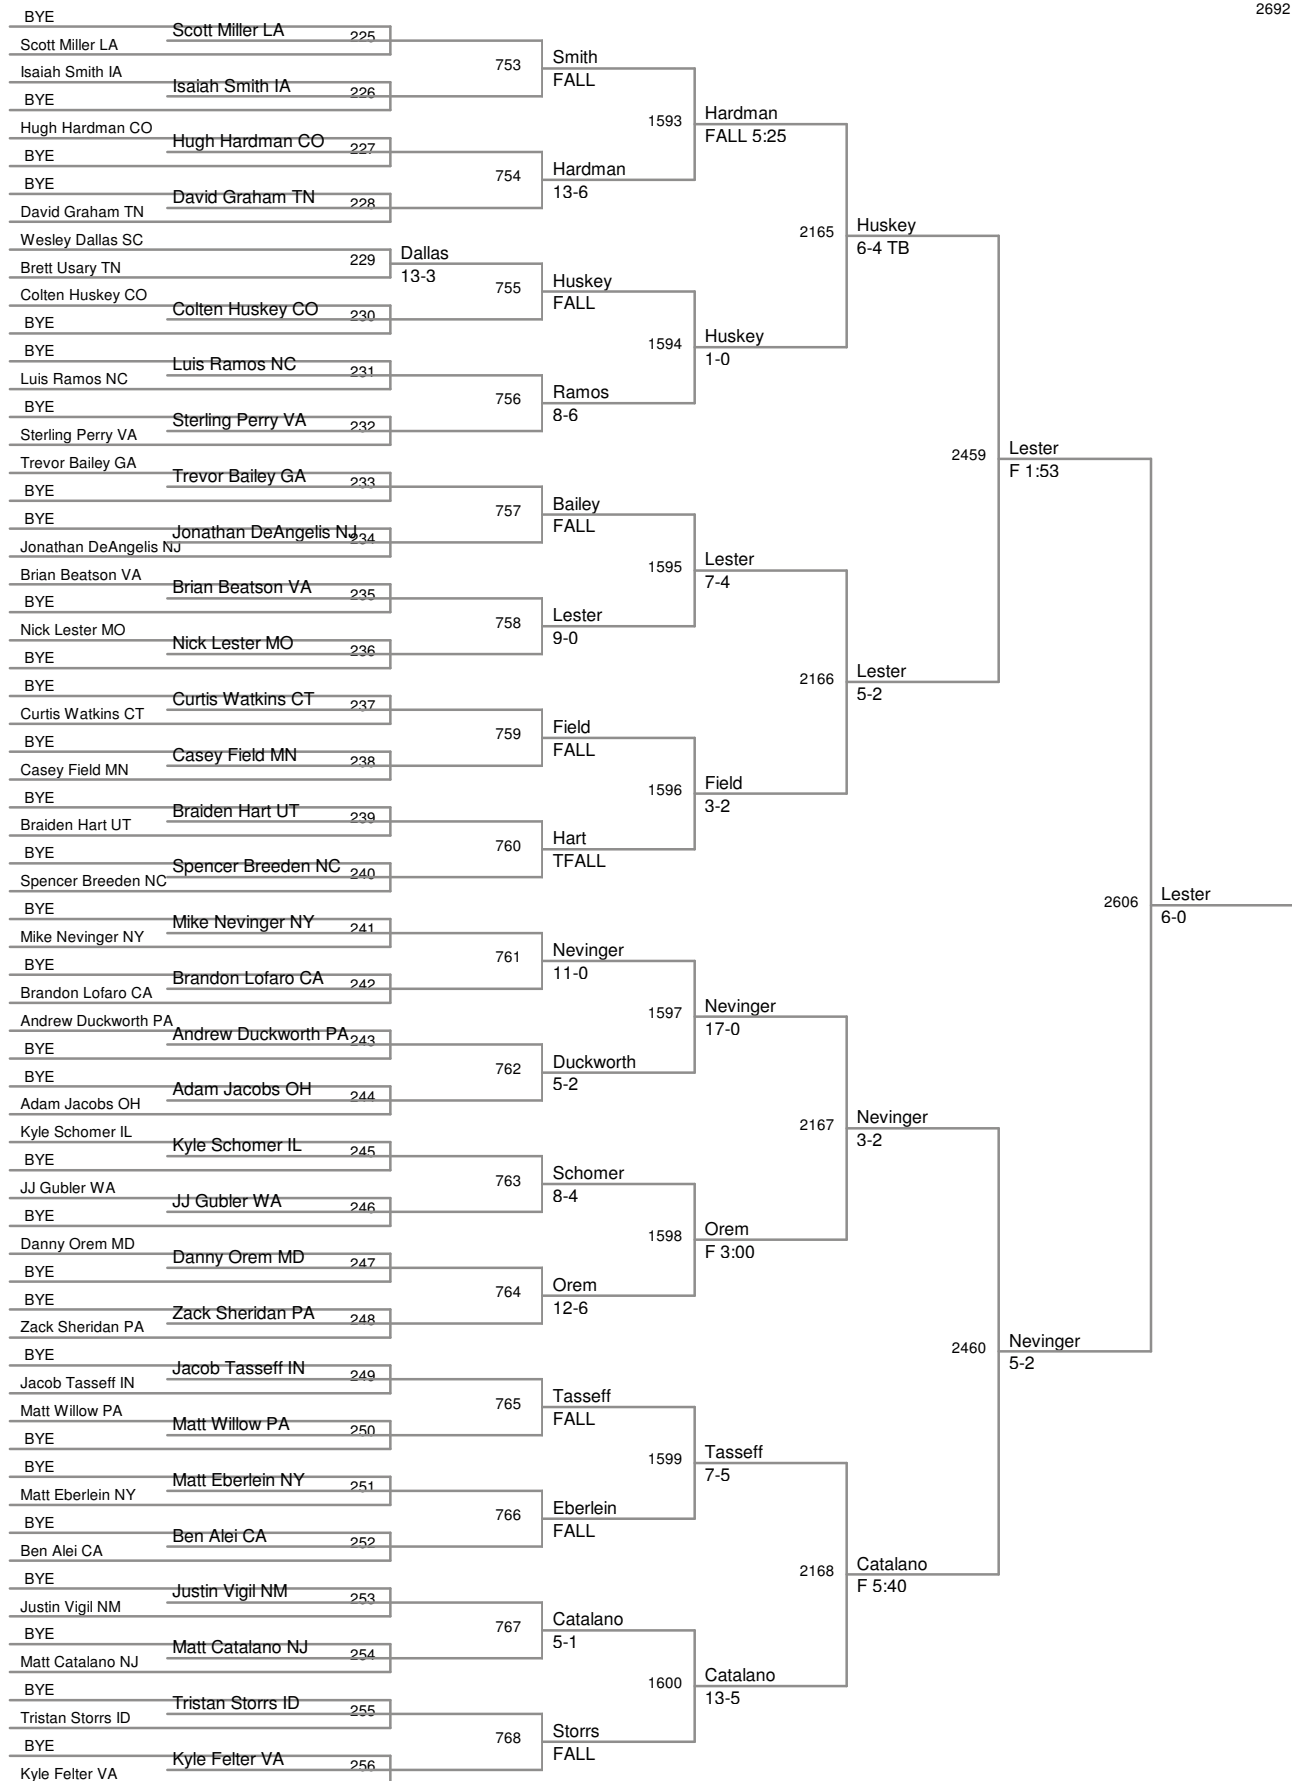 2692
BYE
Scott Miller LA
Scott Miller LA
225
Isaiah Smith IA
BYE
Isaiah Smith IA
226
753
Smith
FALL
Hugh Hardman CO
BYE
Hugh Hardman CO
227
BYE
David Graham TN
David Graham TN
228
754
Hardman
13-6
1593
Hardman
FALL 5:25
Wesley Dallas SC
Brett Usary TN
229
Dallas
13-3
Colten Huskey CO
BYE
Colten Huskey CO
230
755
Huskey
FALL
BYE
Luis Ramos NC
Luis Ramos NC
231
BYE
Sterling Perry VA
Sterling Perry VA
232
756
Ramos
8-6
1594
Huskey
1-0
2165
Huskey
6-4 TB
Trevor Bailey GA
BYE
Trevor Bailey GA
233
BYE
Jonathan DeAngelis NJ
Jonathan DeAngelis NJ
234
757
Bailey
FALL
Brian Beatson VA
BYE
Brian Beatson VA
235
Nick Lester MO
BYE
Nick Lester MO
236
758
Lester
9-0
1595
Lester
7-4
BYE
Curtis Watkins CT
Curtis Watkins CT
237
BYE
Casey Field MN
Casey Field MN
238
759
Field
FALL
BYE
Braiden Hart UT
Braiden Hart UT
239
BYE
Spencer Breeden NC
Spencer Breeden NC
240
760
Hart
TFALL
1596
Field
3-2
2166
Lester
5-2
2459
Lester
F 1:53
BYE
Mike Nevinger NY
Mike Nevinger NY
241
BYE
Brandon Lofaro CA
Brandon Lofaro CA
242
761
Nevinger
11-0
Andrew Duckworth PA
BYE
Andrew Duckworth PA
243
BYE
Adam Jacobs OH
Adam Jacobs OH
244
762
Duckworth
5-2
1597
Nevinger
17-0
Kyle Schomer IL
BYE
Kyle Schomer IL
245
JJ Gubler WA
BYE
JJ Gubler WA
246
763
Schomer
8-4
Danny Orem MD
BYE
Danny Orem MD
247
BYE
Zack Sheridan PA
Zack Sheridan PA
248
764
Orem
12-6
1598
Orem
F 3:00
2167
Nevinger
3-2
BYE
Jacob Tasseff IN
Jacob Tasseff IN
249
Matt Willow PA
BYE
Matt Willow PA
250
765
Tasseff
FALL
BYE
Matt Eberlein NY
Matt Eberlein NY
251
BYE
Ben Alei CA
Ben Alei CA
252
766
Eberlein
FALL
1599
Tasseff
7-5
BYE
Justin Vigil NM
Justin Vigil NM
253
BYE
Matt Catalano NJ
Matt Catalano NJ
254
767
Catalano
5-1
BYE
Tristan Storrs ID
Tristan Storrs ID
255
BYE
Kyle Felter VA
Kyle Felter VA
256
768
Storrs
FALL
1600
Catalano
13-5
2168
Catalano
F 5:40
2460
Nevinger
5-2
2606
Lester
6-0